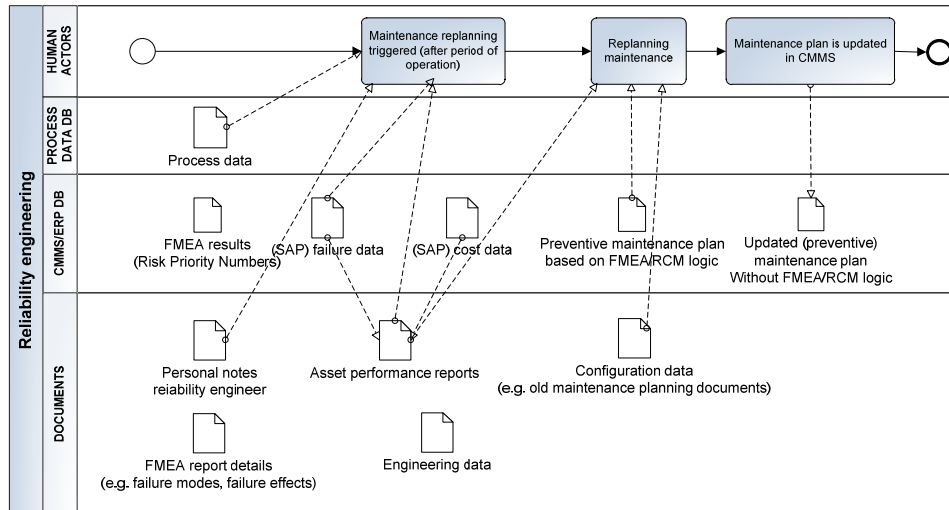 Reliability engineering
HUMAN
ACTORS
Maintenance replanning
triggered (after period of
operation)
Replanning
maintenance
Maintenance plan is updated
in CMMS
PROCESS
DATA DB
Process data
CMMS/ERP DB
FMEA results
(Risk Priority Numbers)
(SAP) failure data
(SAP) cost data
Preventive maintenance plan
based on FMEA/RCM logic
Updated (preventive)
maintenance plan
Without FMEA/RCM logic
DOCUMENTS
Personal notes
reiability engineer
Asset performance reports
Configuration data
(e.g. old maintenance planning documents)
FMEA report details
(e.g. failure modes, failure effects)
Engineering data